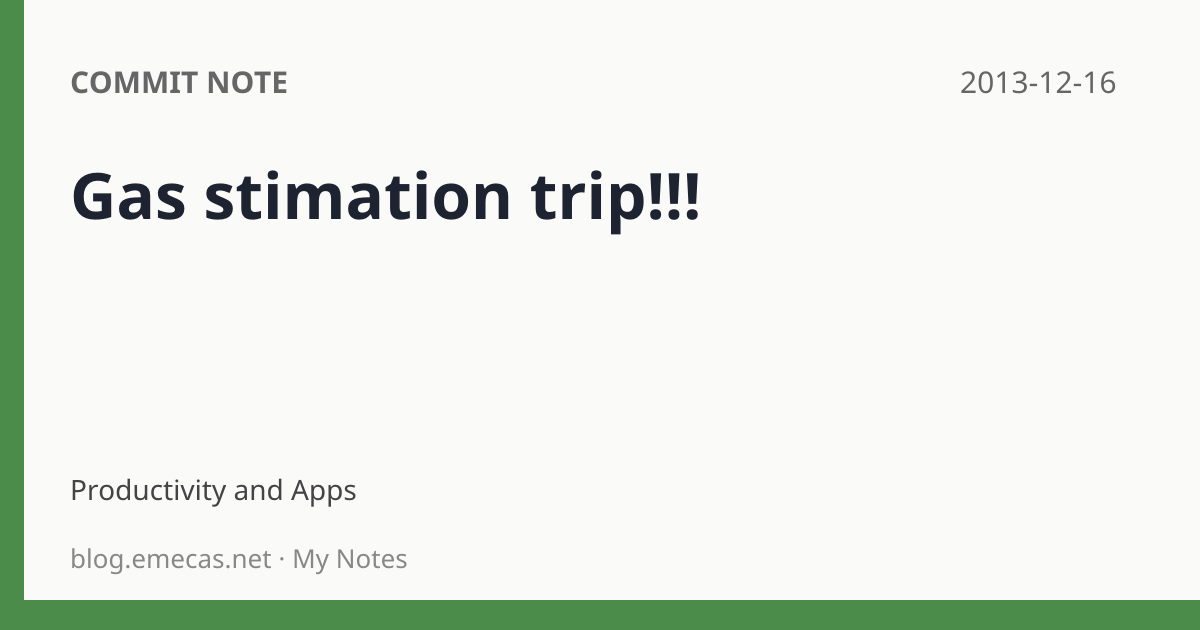 COMMIT NOTE
2013-12-16
Gas stimation trip!!!
Productivity and Apps
blog.emecas.net · My Notes